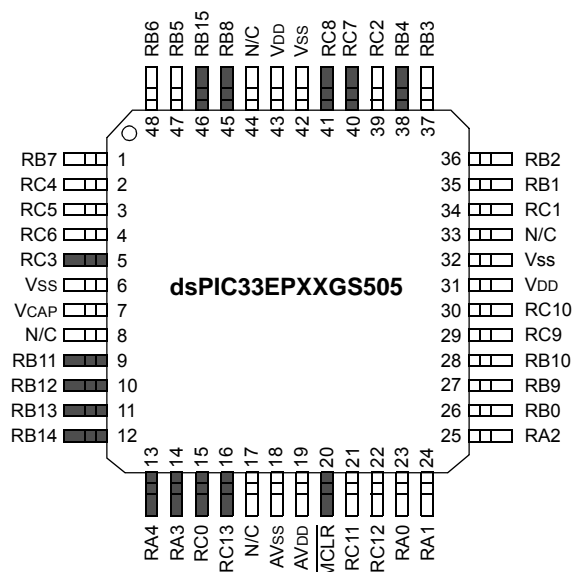 RB6 RB5 RB15 RB8 N/C VDD VSS RC8 RC7 RC2 RB4 RB3
48 47 46 45 44 43 42 41 40 39 38 37
RB7 1 36 RB2
RC4 2 35 RB1
RC5 3 34 RC1
RC6 4 33 N/C
RC3 5 32 Vss
VSS 6 31 VDD
VCAP 7 30 RC10
N/C 8 29 RC9
RB11 9 28 RB10
RB12 10 27 RB9
RB13 11 26 RB0
RB14 12 25 RA2
dsPIC33EPXXGS505
13 14 15 16 17 18 19 20 21 22 23 24
RA4 RA3 RC0 RC13 N/C AVSS AVDD MCLR RC11 RC12 RA0 RA1